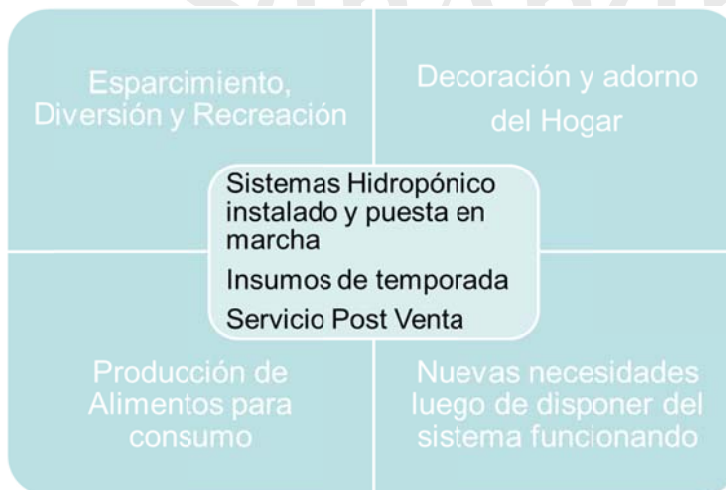 Esparcimiento,
Diversión y Recreación
Decoración y adorno
del Hogar
Sistemas Hidropónico
instalado y puesta en
marcha
Insumos de temporada
Servicio Post Venta
Producción de
Alimentos para
consumo
Nuevas necesidades
luego de disponer del
sistema funcionando